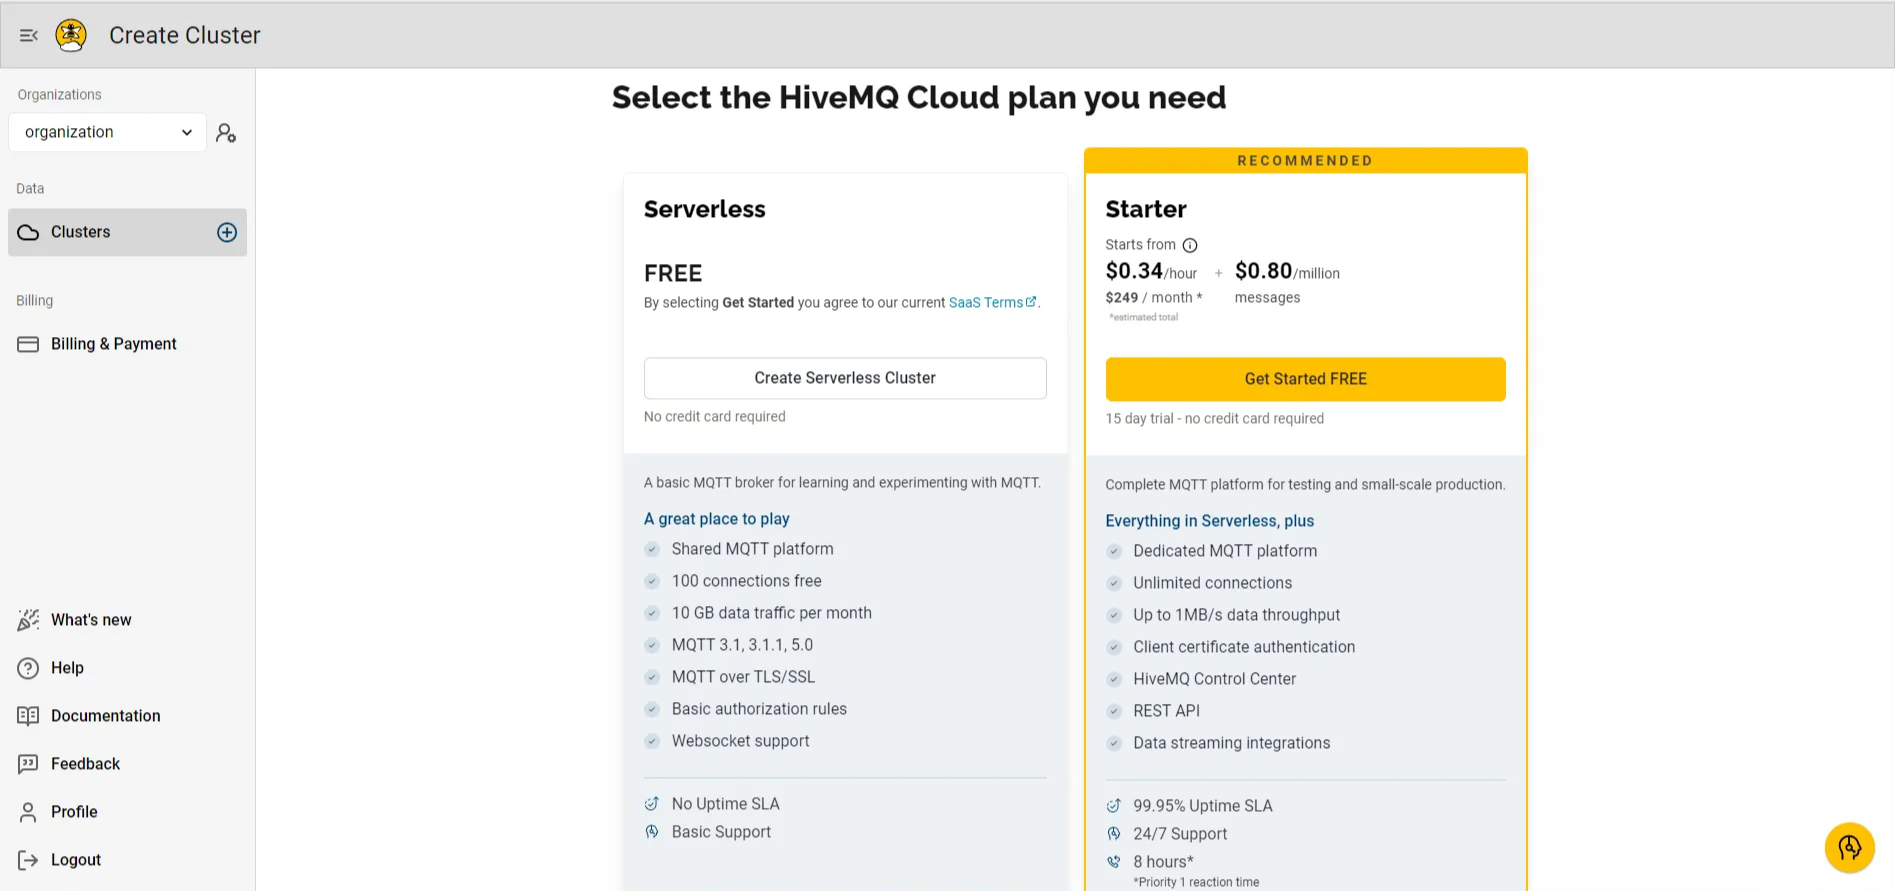 Create Cluster
Organizations
organization
Data
Clusters
Billing
Billing & Payment
What's new
Help
Documentation
Feedback
Profile
Logout
Select the HiveMQ Cloud plan you need
Serverless
FREE
By selecting Get Started you agree to our current SaaS Terms.
Create Serverless Cluster
No credit card required
A basic MQTT broker for learning and experimenting with MQTT.
A great place to play
Shared MQTT platform
100 connections free
10 GB data traffic per month
MQTT 3.1, 3.1.1, 5.0
MQTT over TLS/SSL
Basic authorization rules
Websocket support
No Uptime SLA
Basic Support
RECOMMENDED
Starter
Starts from
$0.34/hour + $0.80/million
$249 / month * messages
*estimated total
Get Started FREE
15 day trial - no credit card required
Complete MQTT platform for testing and small-scale production.
Everything in Serverless, plus
Dedicated MQTT platform
Unlimited connections
Up to 1MB/s data throughput
Client certificate authentication
HiveMQ Control Center
REST API
Data streaming integrations
99.95% Uptime SLA
24/7 Support
8 hours*
*Priority 1 reaction time